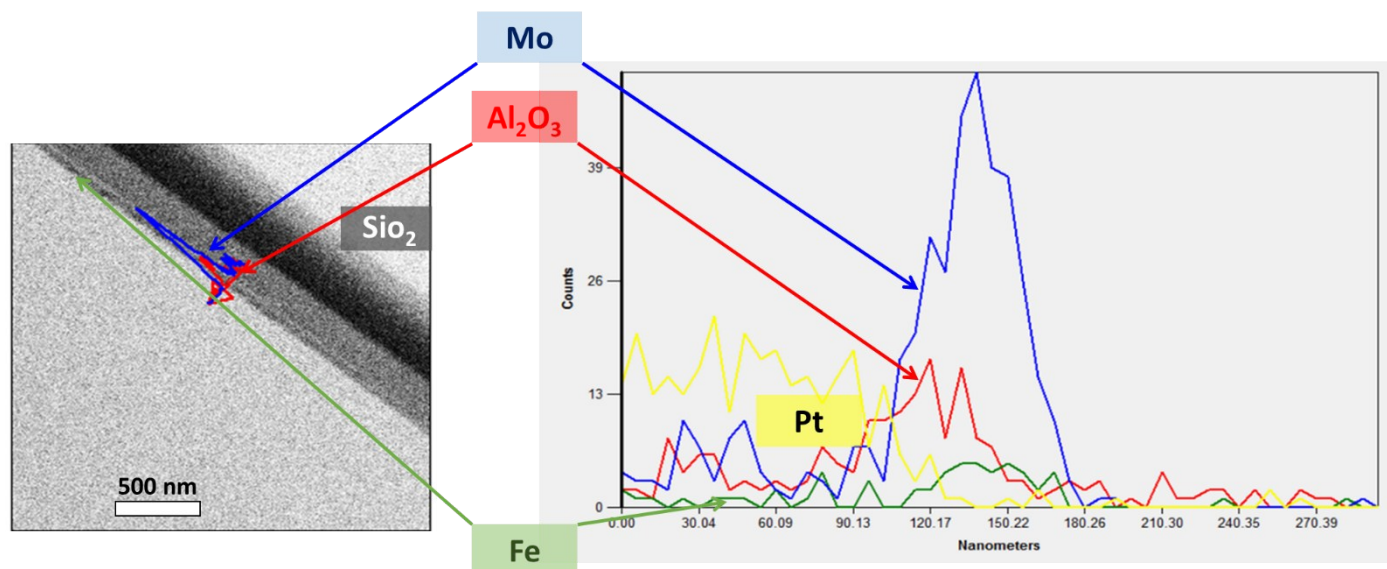 Mo
Al₂O₃
Sio₂
500 nm
Fe
Pt
Counts
39
26
13
0
0.00 30.04 60.09 90.13 120.17 150.22 180.26 210.30 240.35 270.39
Nanometers